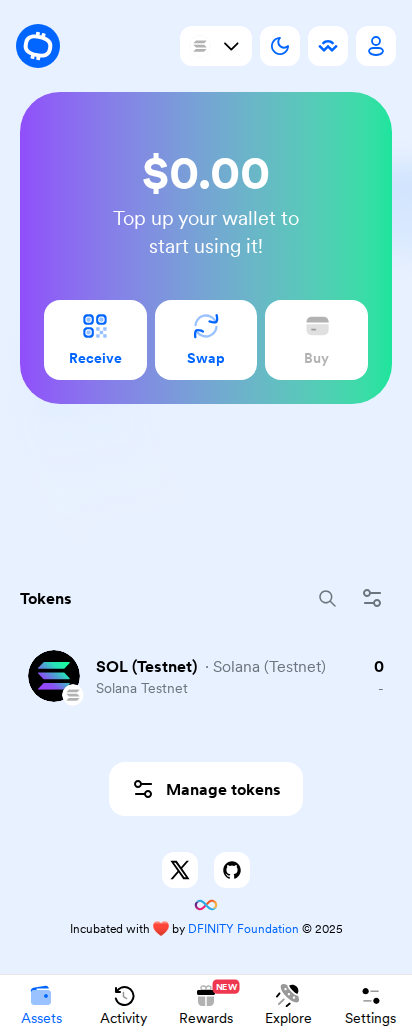 $0.00
Top up your wallet to
start using it!
Receive
Swap
Buy
Tokens
SOL (Testnet) · Solana (Testnet) 0
Solana Testnet -
Manage tokens
Incubated with ❤️ by DFINITY Foundation © 2025
NEW
Assets
Activity
Rewards
Explore
Settings